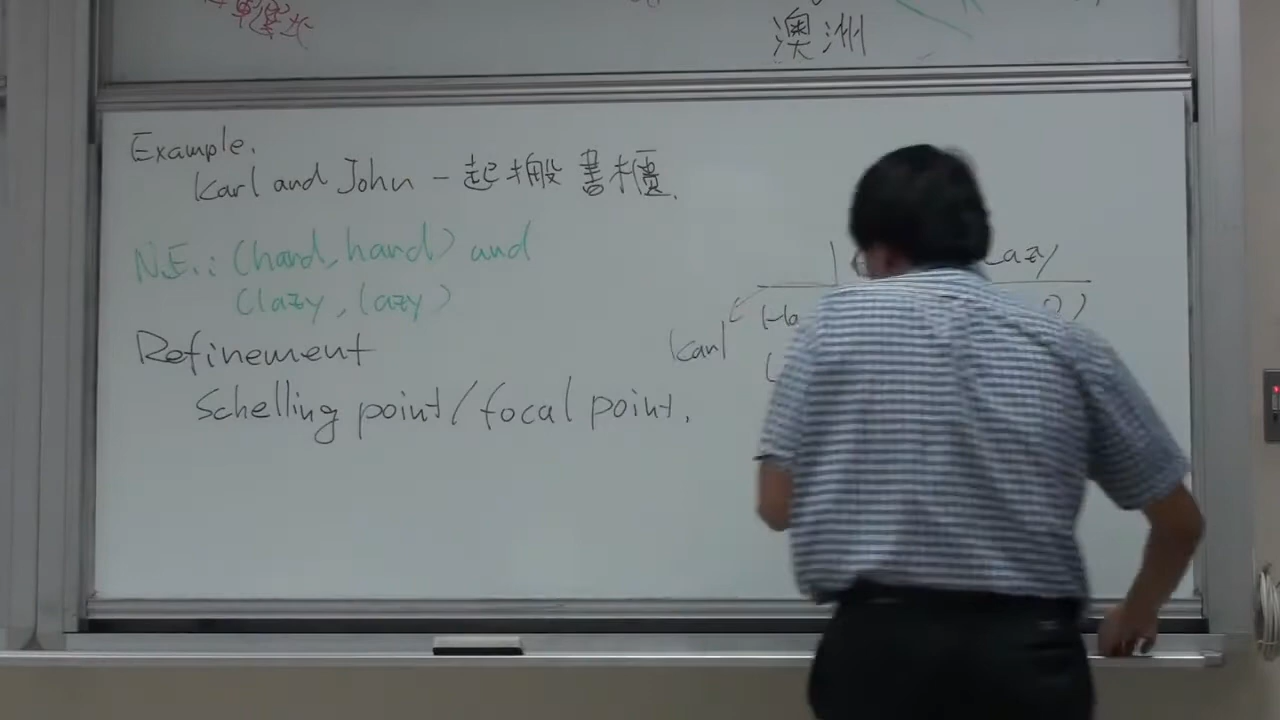 澳洲
Example.
Karl and John - 起搬書櫃.
N.E.: (hard, hard) and
(lazy, lazy)
Refinement
Schelling point/focal point.
Lazy
Karl